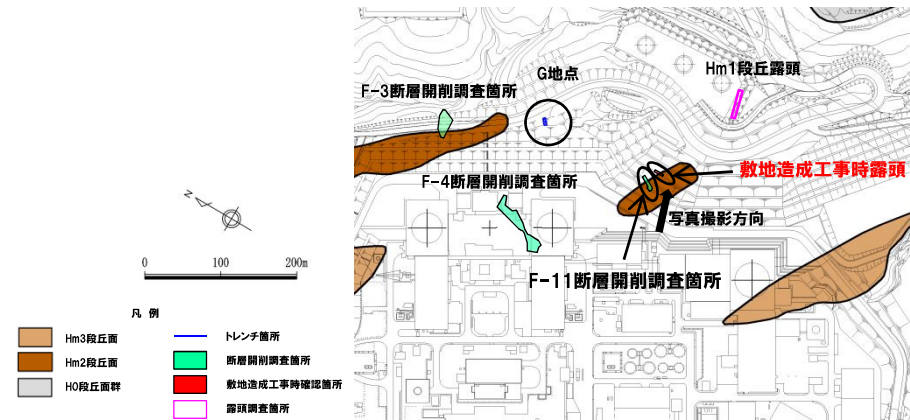 G地点
Hm1段丘露頭
F-3断層開削調査箇所
敷地造成工事時露頭
F-4断層開削調査箇所
写真撮影方向
F-11断層開削調査箇所
N
0 100 200m
凡 例
Hm3段丘面
Hm2段丘面
H0段丘面群
トレンチ箇所
断層開削調査箇所
敷地造成工事時確認箇所
露頭調査箇所